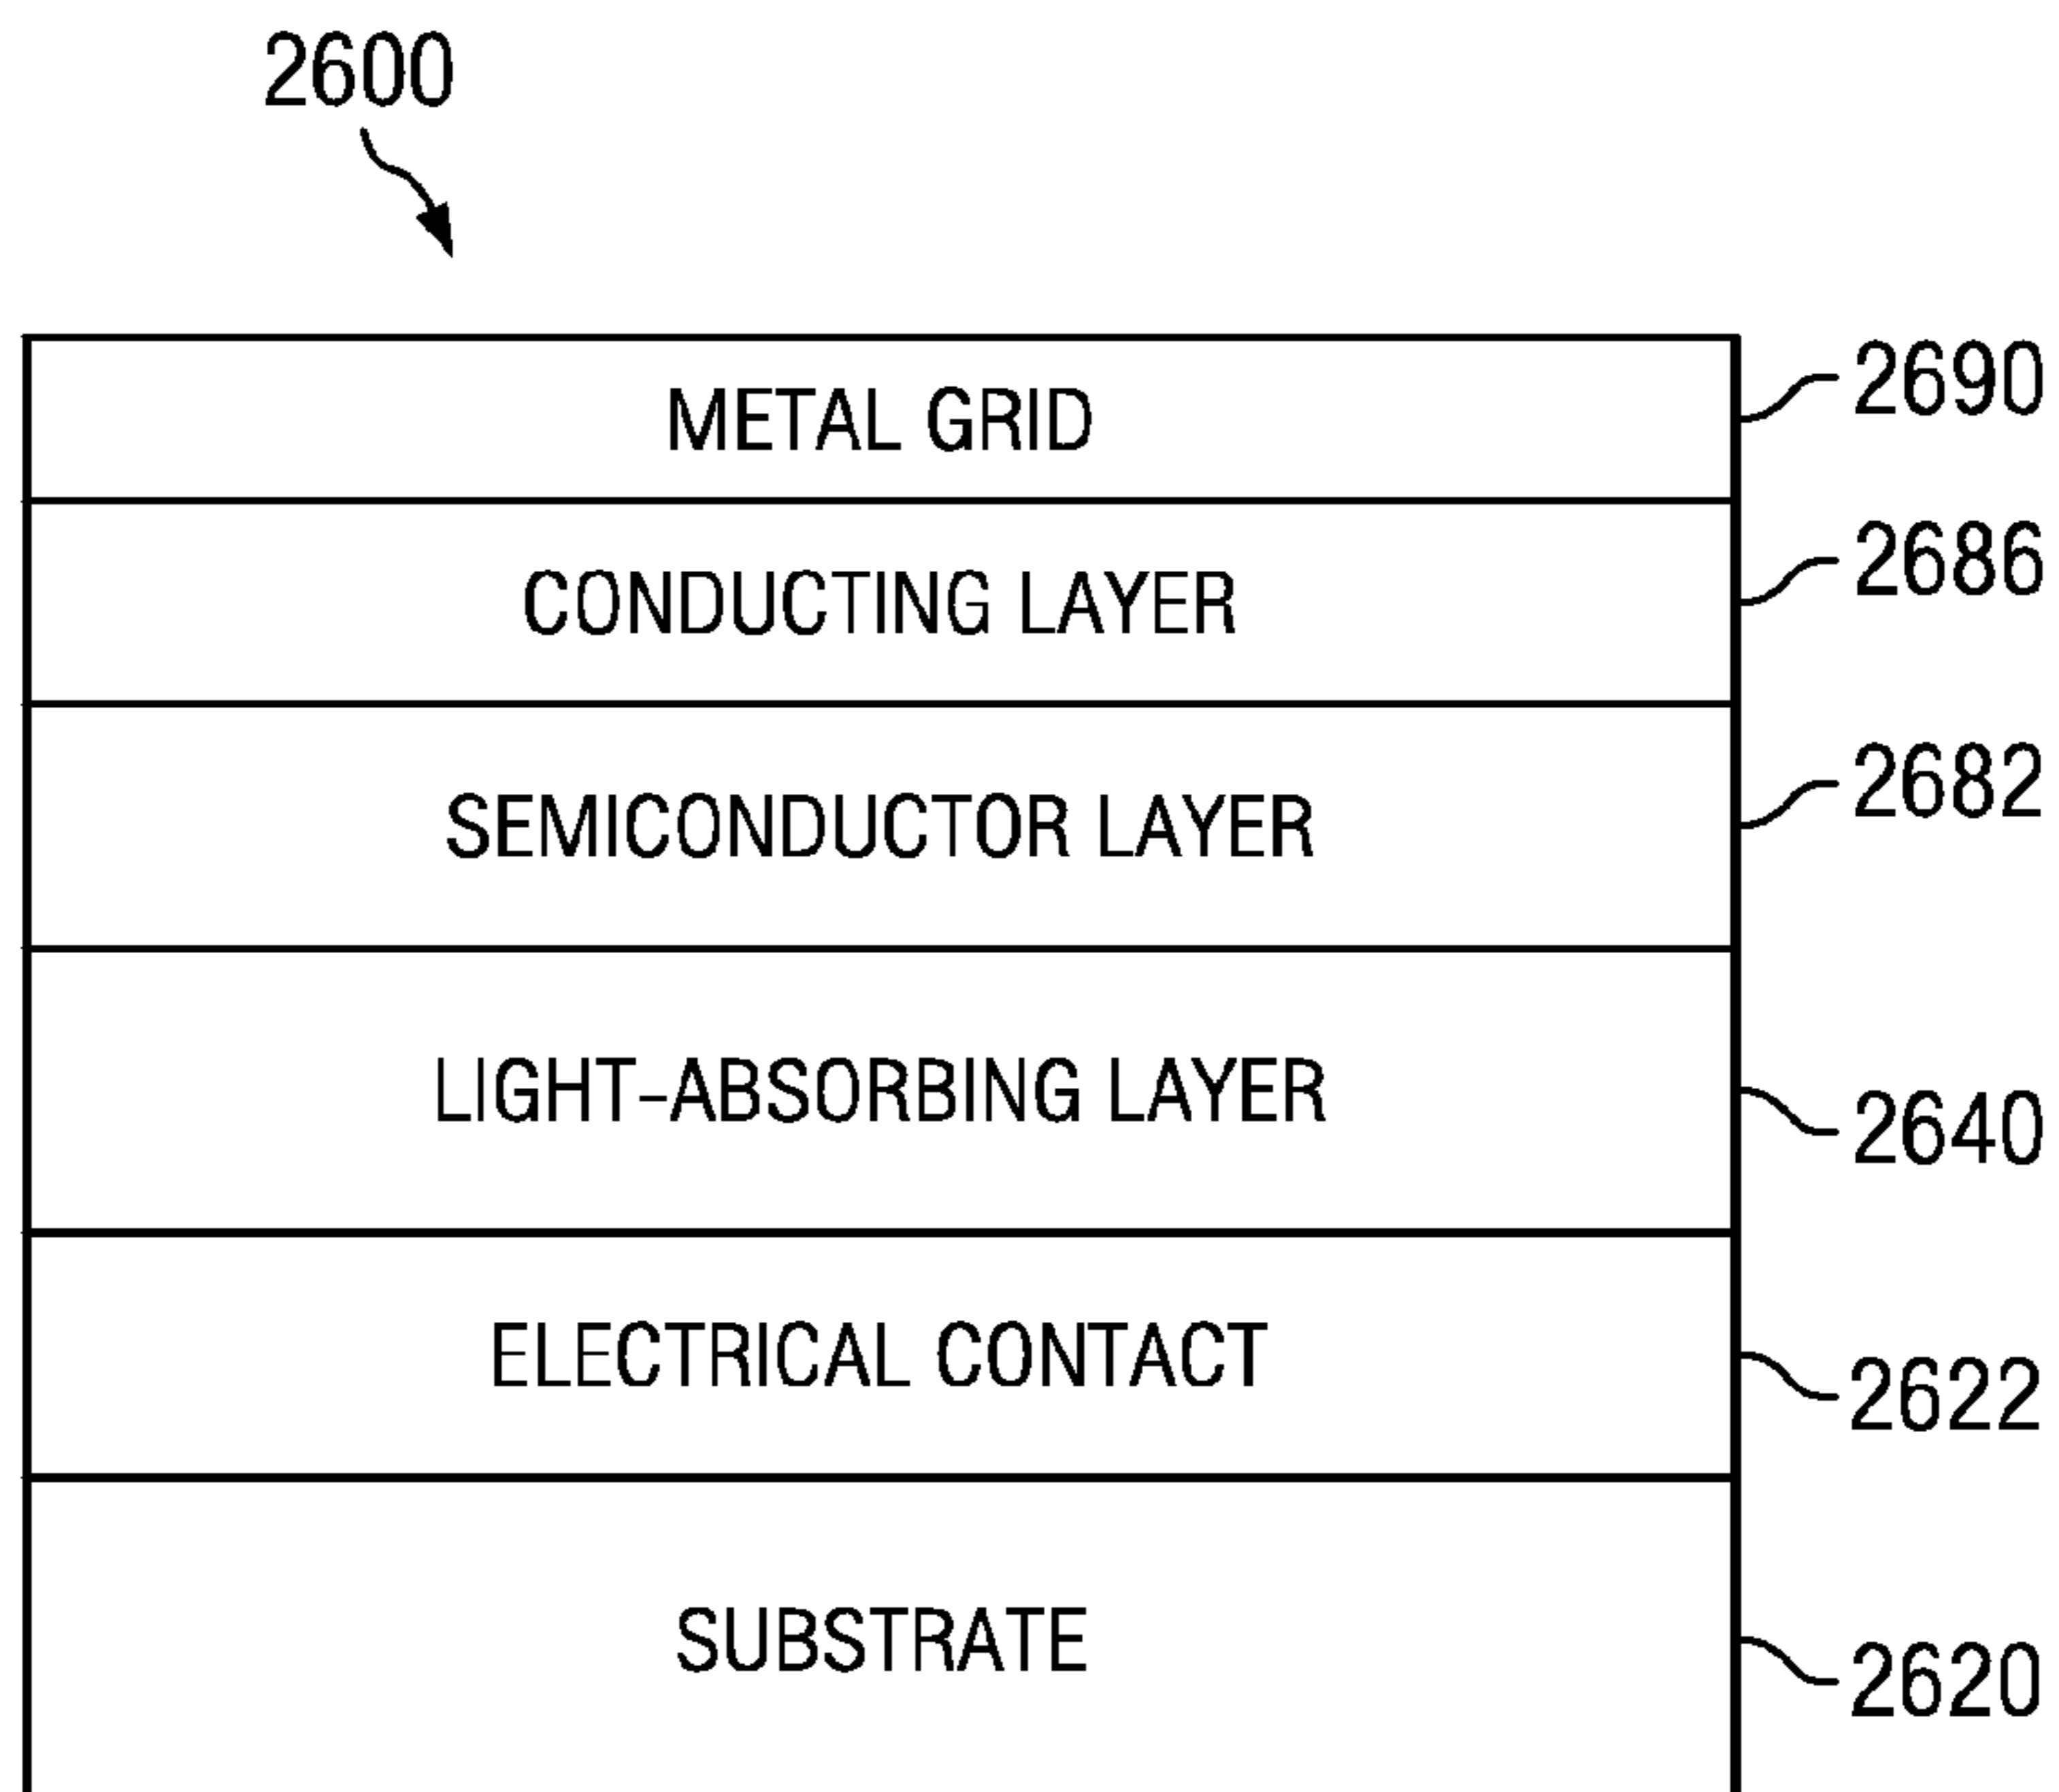 2600
METAL GRID
2690
CONDUCTING LAYER
2686
SEMICONDUCTOR LAYER
2682
LIGHT-ABSORBING LAYER
2640
ELECTRICAL CONTACT
2622
SUBSTRATE
2620